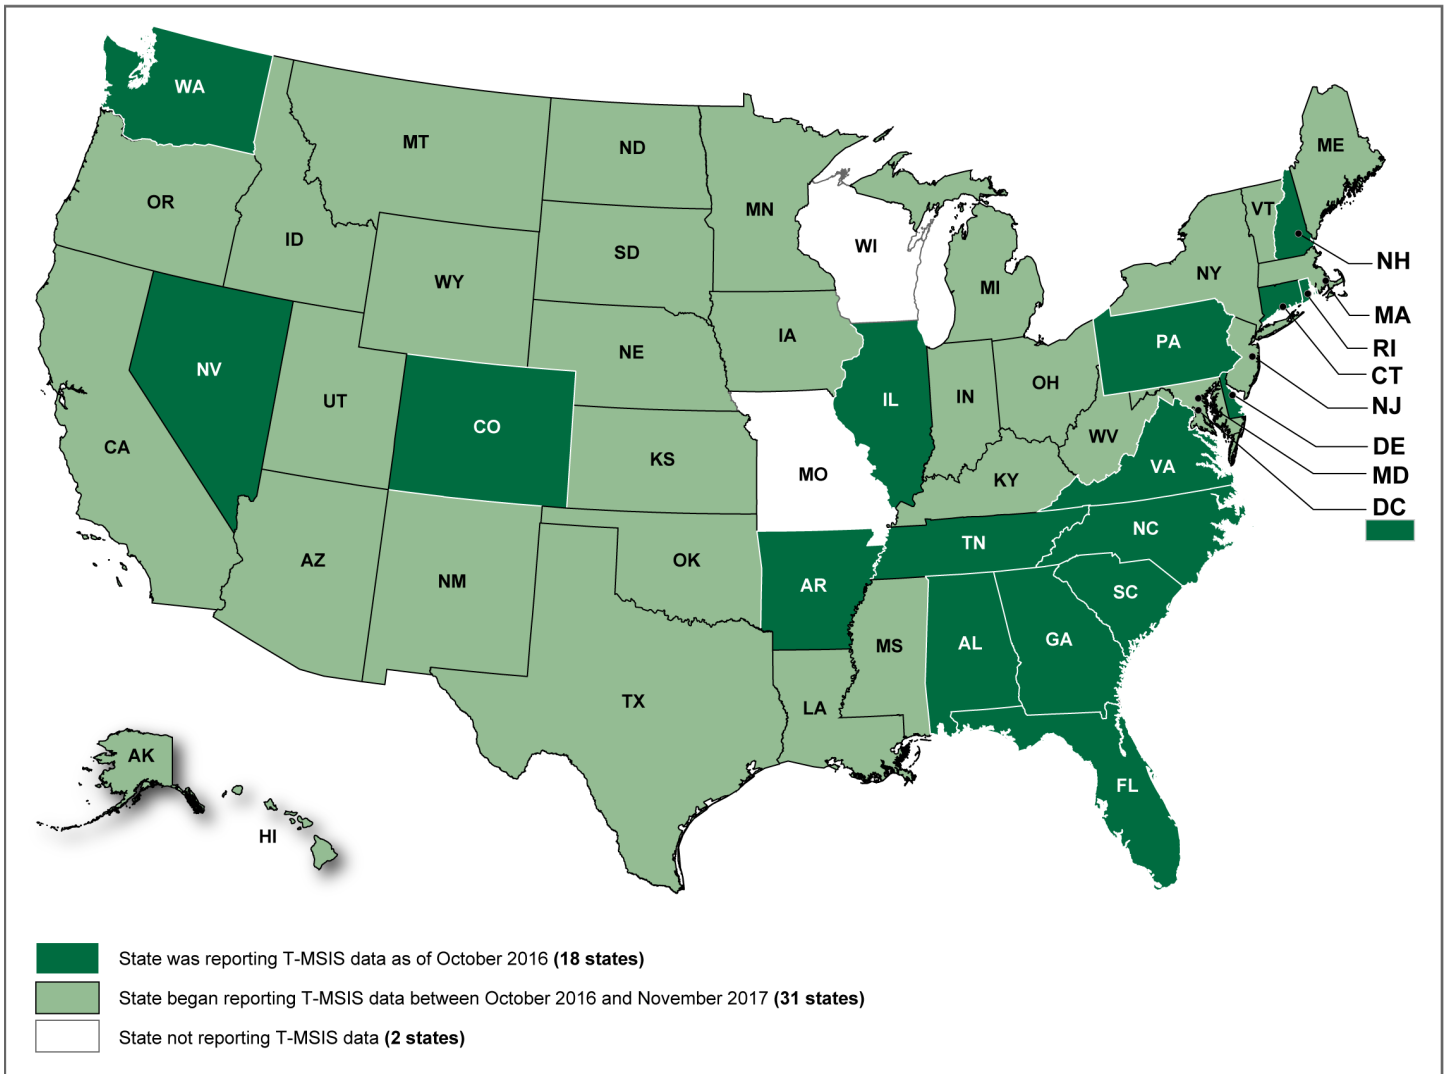 WA
MT
ND
ME
OR
MN
VT
ID
SD
WI
NY
NH
WY
MI
MA
IA
PA
RI
NE
NV
CT
UT
OH
IN
IL
NJ
CO
WV
CA
DE
KS
VA
MO
KY
MD
DC
NC
TN
AZ
OK
NM
AR
SC
GA
AL
MS
TX
LA
AK
FL
HI
State was reporting T-MSIS data as of October 2016 (18 states)
State began reporting T-MSIS data between October 2016 and November 2017 (31 states)
State not reporting T-MSIS data (2 states)